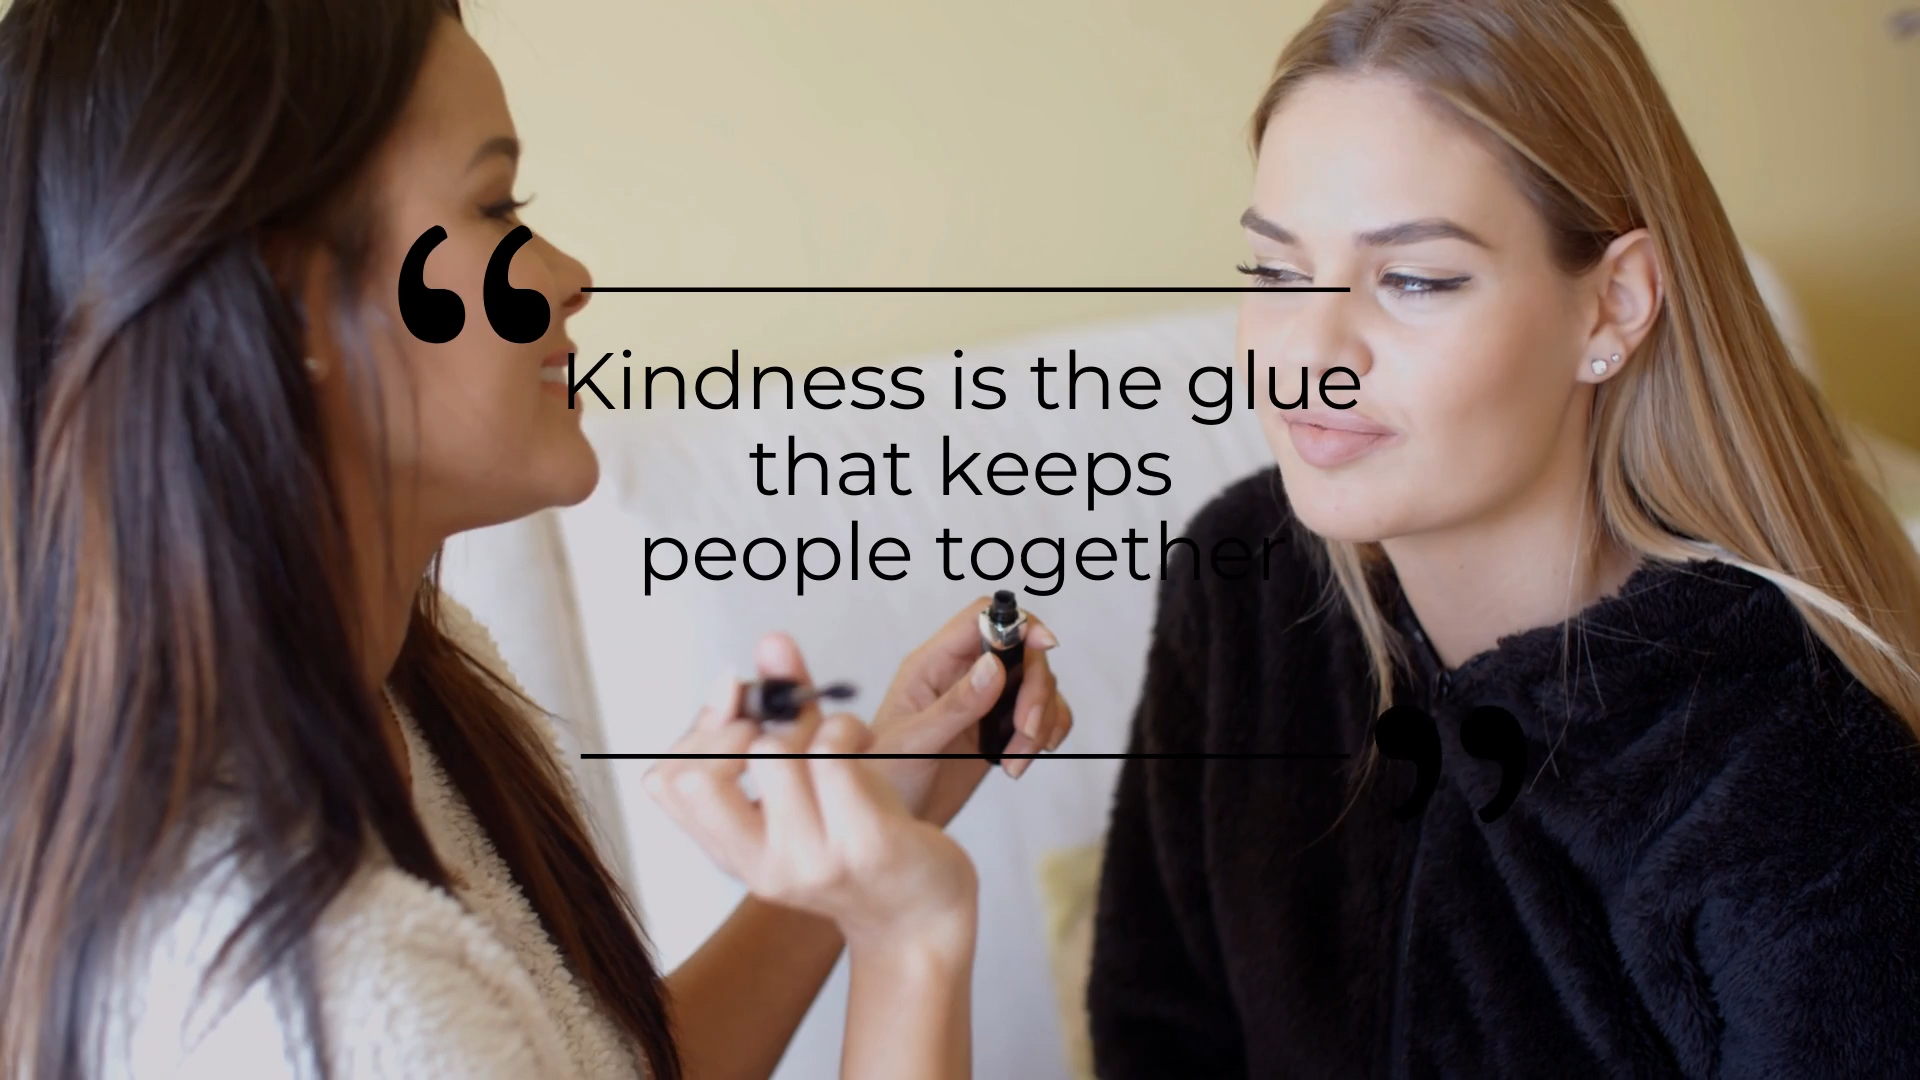 “
Kindness is the glue
that keeps
people together
”